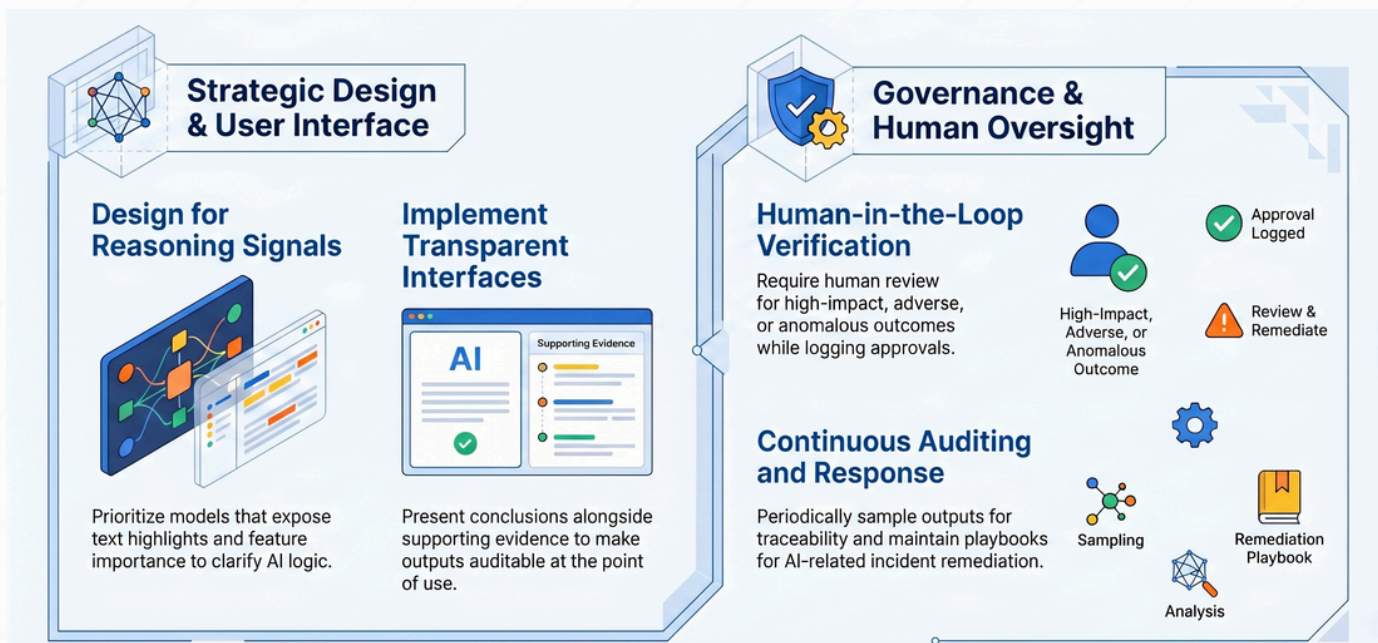 Strategic Design
& User Interface
Design for
Reasoning Signals
Prioritize models that expose
text highlights and feature
importance to clarify AI logic.
Implement
Transparent
Interfaces
AI
Supporting Evidence
Present conclusions alongside
supporting evidence to make
outputs auditable at the point
of use.
Governance &
Human Oversight
Human-in-the-Loop
Verification
Require human review
for high-impact, adverse,
or anomalous outcomes
while logging approvals.
High-Impact,
Adverse, or
Anomalous
Outcome
Approval
Logged
Review &
Remediate
Continuous Auditing
and Response
Periodically sample outputs for
traceability and maintain playbooks
for AI-related incident remediation.
Sampling
Remediation
Playbook
Analysis